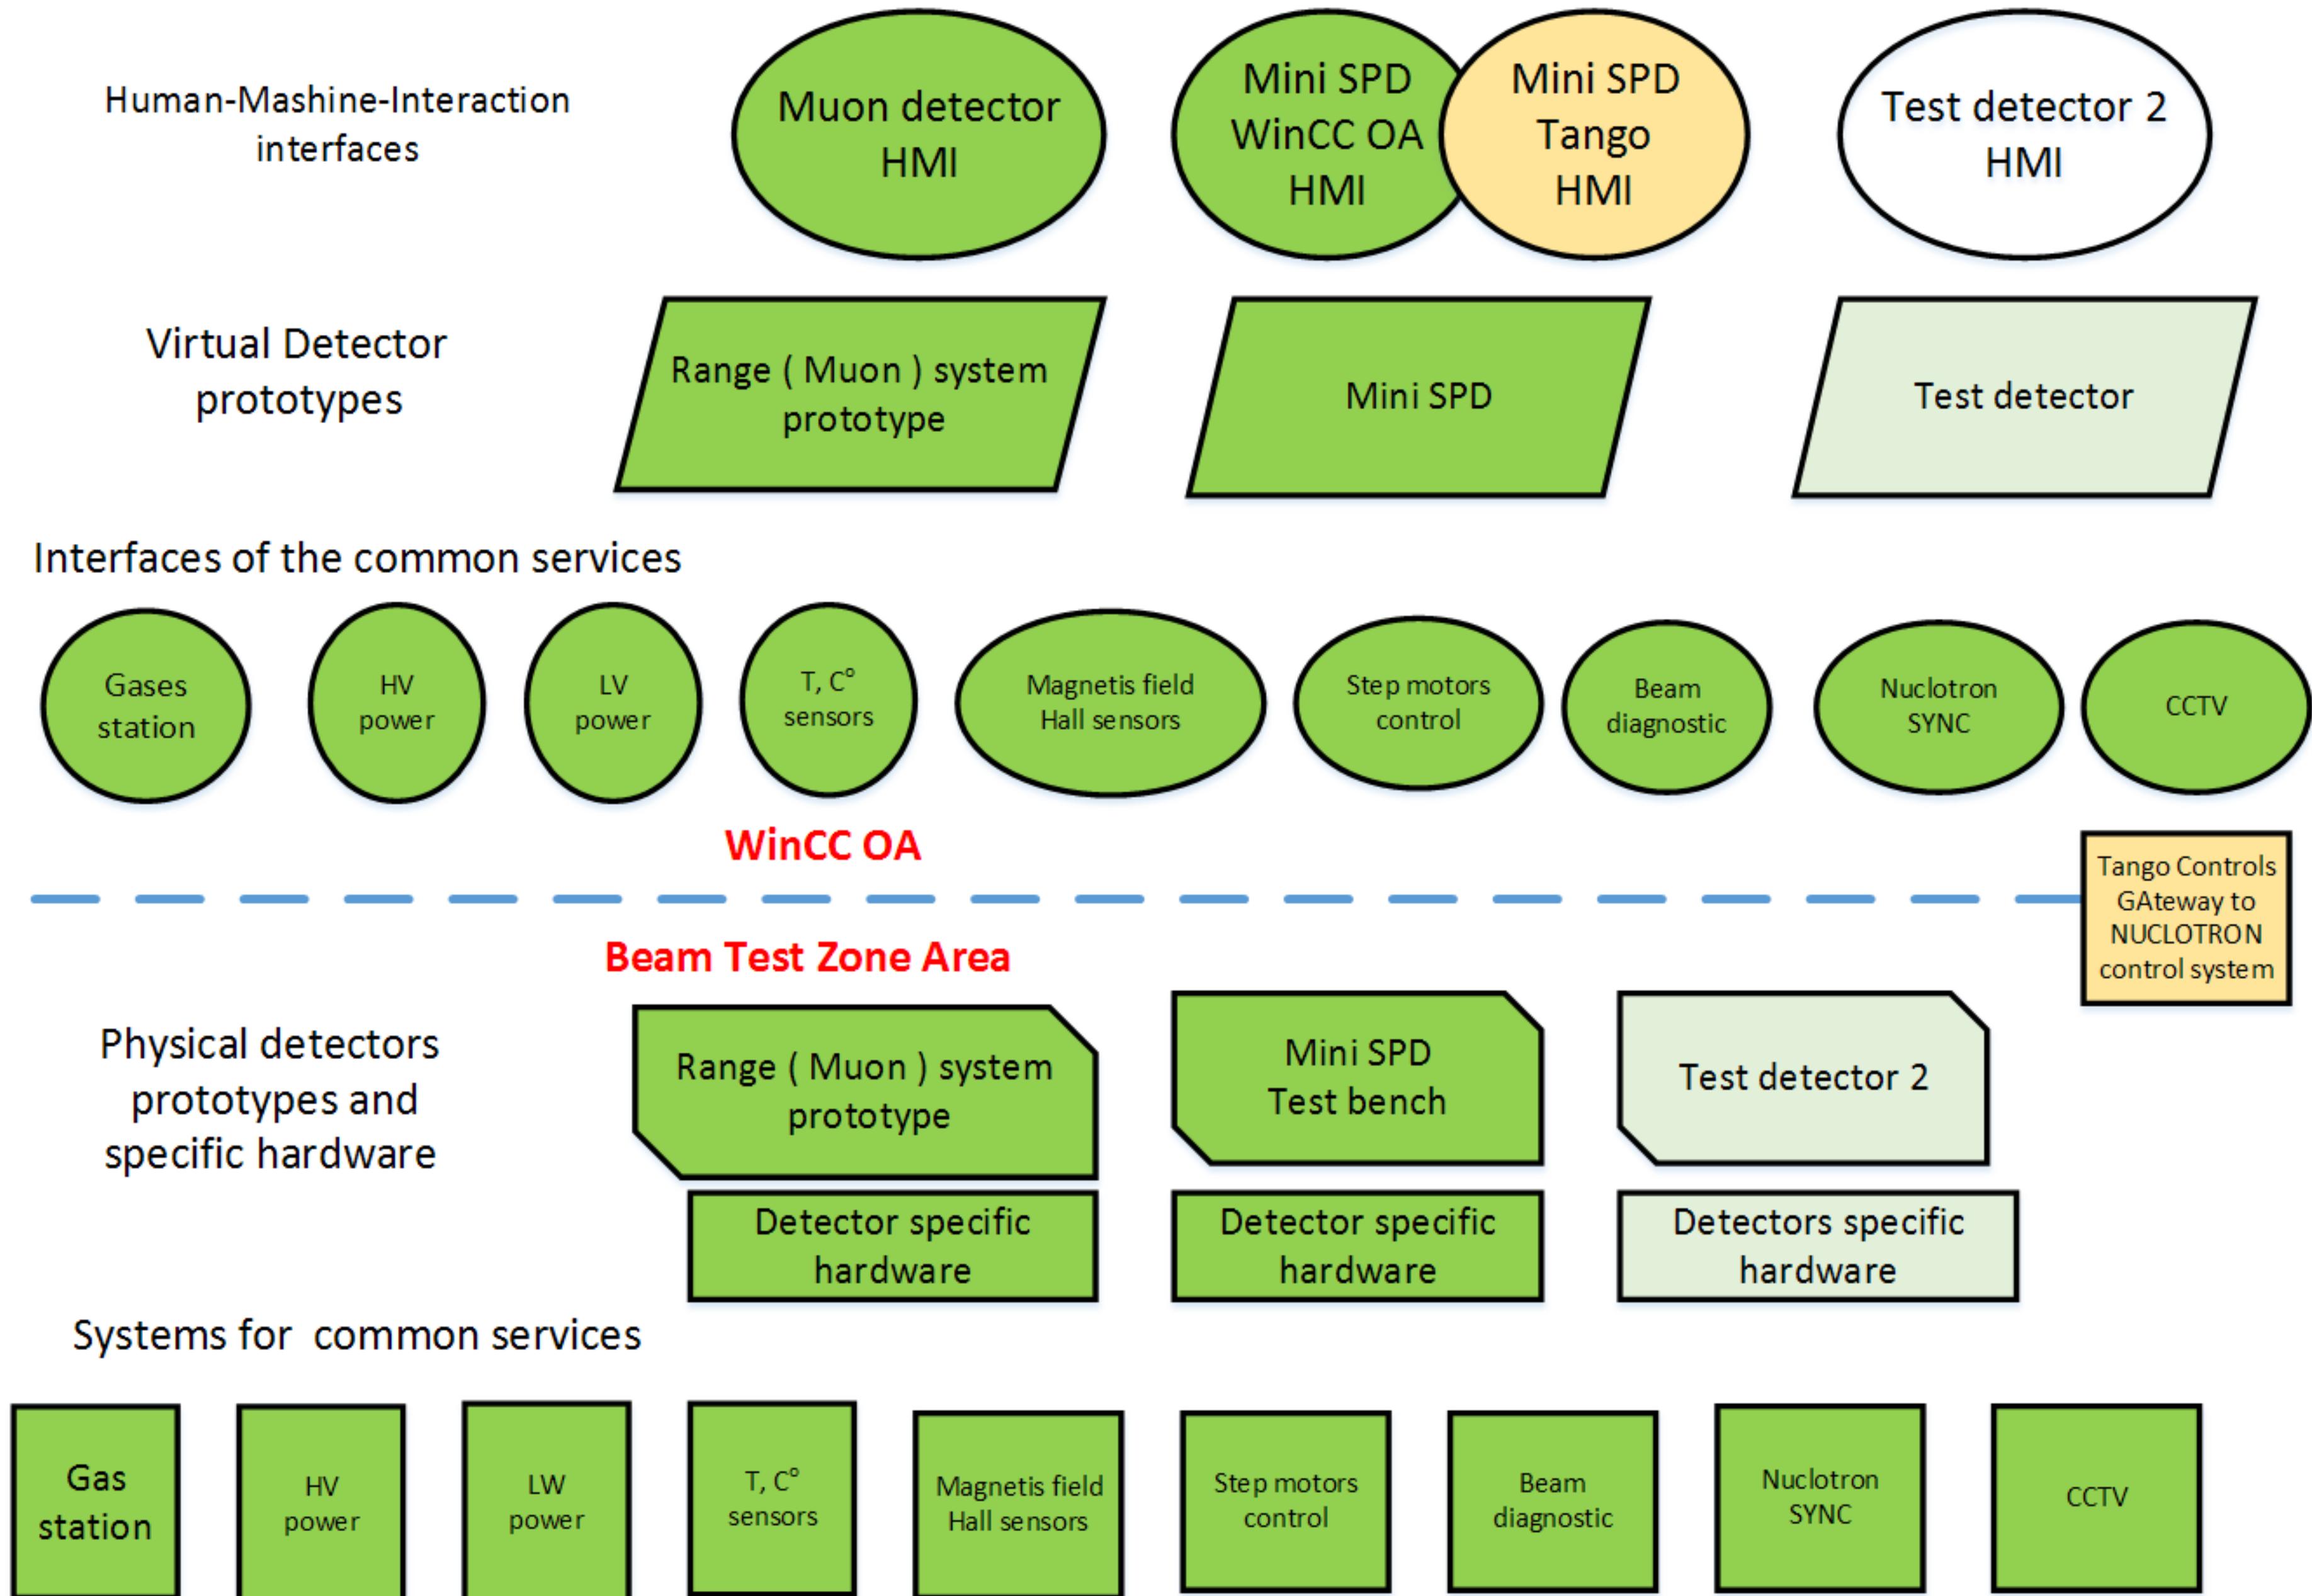 Human-Mashine-Interaction
interfaces
Muon detector
HMI
Mini SPD
WinCC OA
HMI
Mini SPD
Tango
HMI
Test detector 2
HMI
Virtual Detector
prototypes
Range ( Muon ) system
prototype
Mini SPD
Test detector
Interfaces of the common services
Gases
station
HV
power
LV
power
T, C°
sensors
Magnetis field
Hall sensors
Step motors
control
Beam
diagnostic
Nuclotron
SYNC
CCTV
WinCC OA
Tango Controls
GAteway to
NUCLOTRON
control system
Beam Test Zone Area
Physical detectors
prototypes and
specific hardware
Range ( Muon ) system
prototype
Mini SPD
Test bench
Test detector 2
Detector specific
hardware
Detector specific
hardware
Detectors specific
hardware
Systems for  common services
Gas
station
HV
power
LW
power
T, C°
sensors
Magnetis field
Hall sensors
Step motors
control
Beam
diagnostic
Nuclotron
SYNC
CCTV